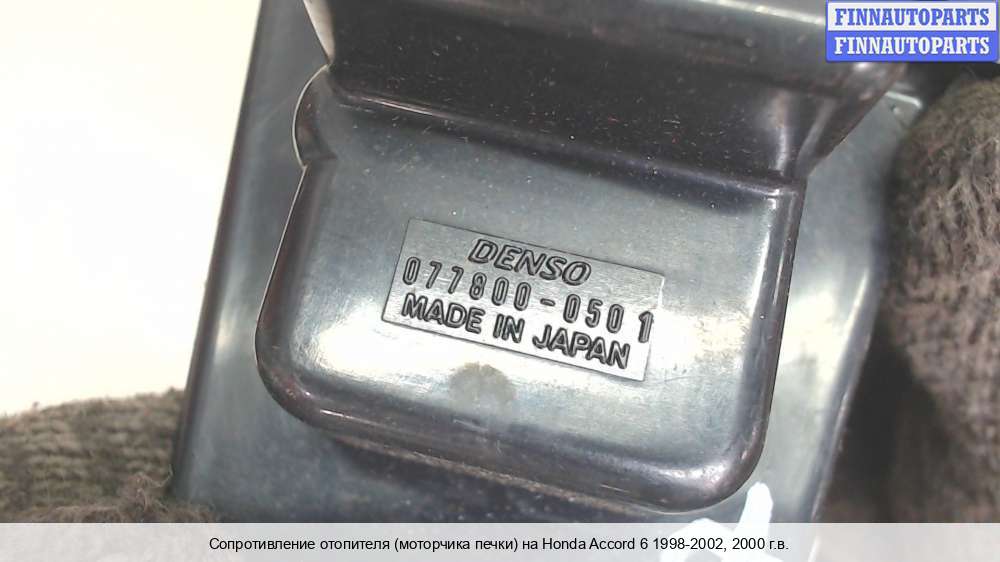 FINNAUTOPARTS
FINNAUTOPARTS
DENSO
077800-0501
MADE IN JAPAN
Сопротивление отопителя (моторчика печки) на Honda Accord 6 1998-2002, 2000 г.в.